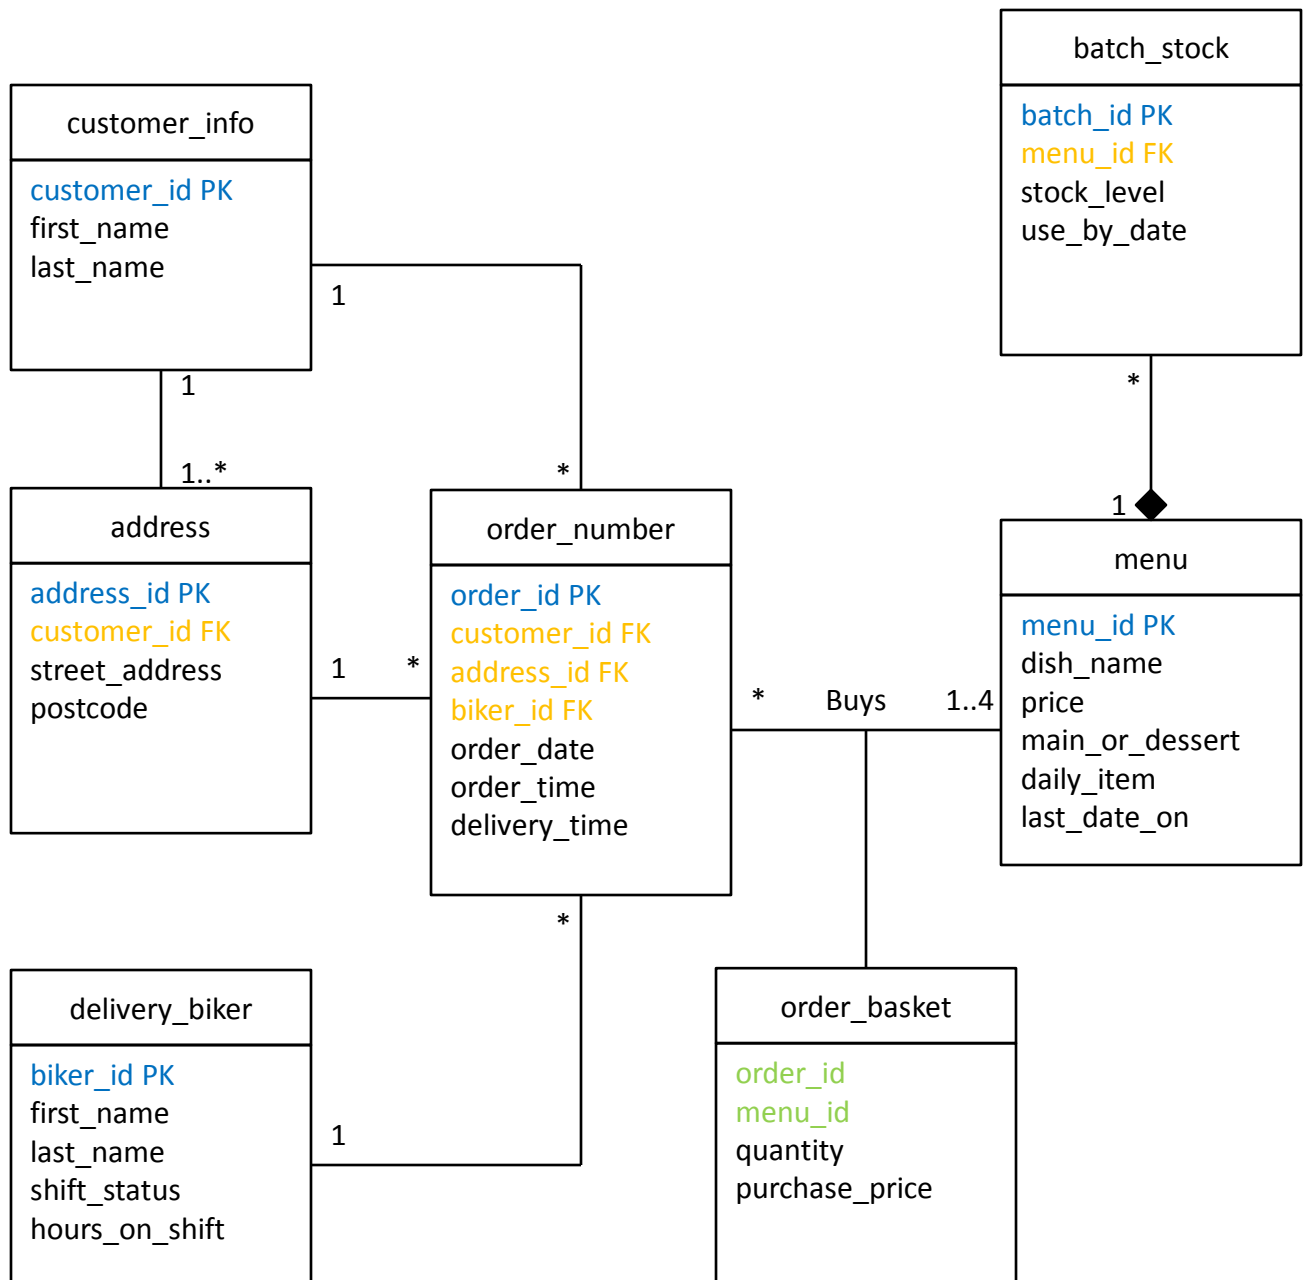 batch_stock
batch_id PK
menu_id FK
stock_level
use_by_date
customer_info
customer_id PK
first_name
last_name
1
*
1
1..*
*
1
address
address_id PK
customer_id FK
street_address
postcode
1
*
order_number
order_id PK
customer_id FK
address_id FK
biker_id FK
order_date
order_time
delivery_time
* Buys 1..4
menu
menu_id PK
dish_name
price
main_or_dessert
daily_item
last_date_on
*
1
delivery_biker
biker_id PK
first_name
last_name
shift_status
hours_on_shift
order_basket
order_id
menu_id
quantity
purchase_price